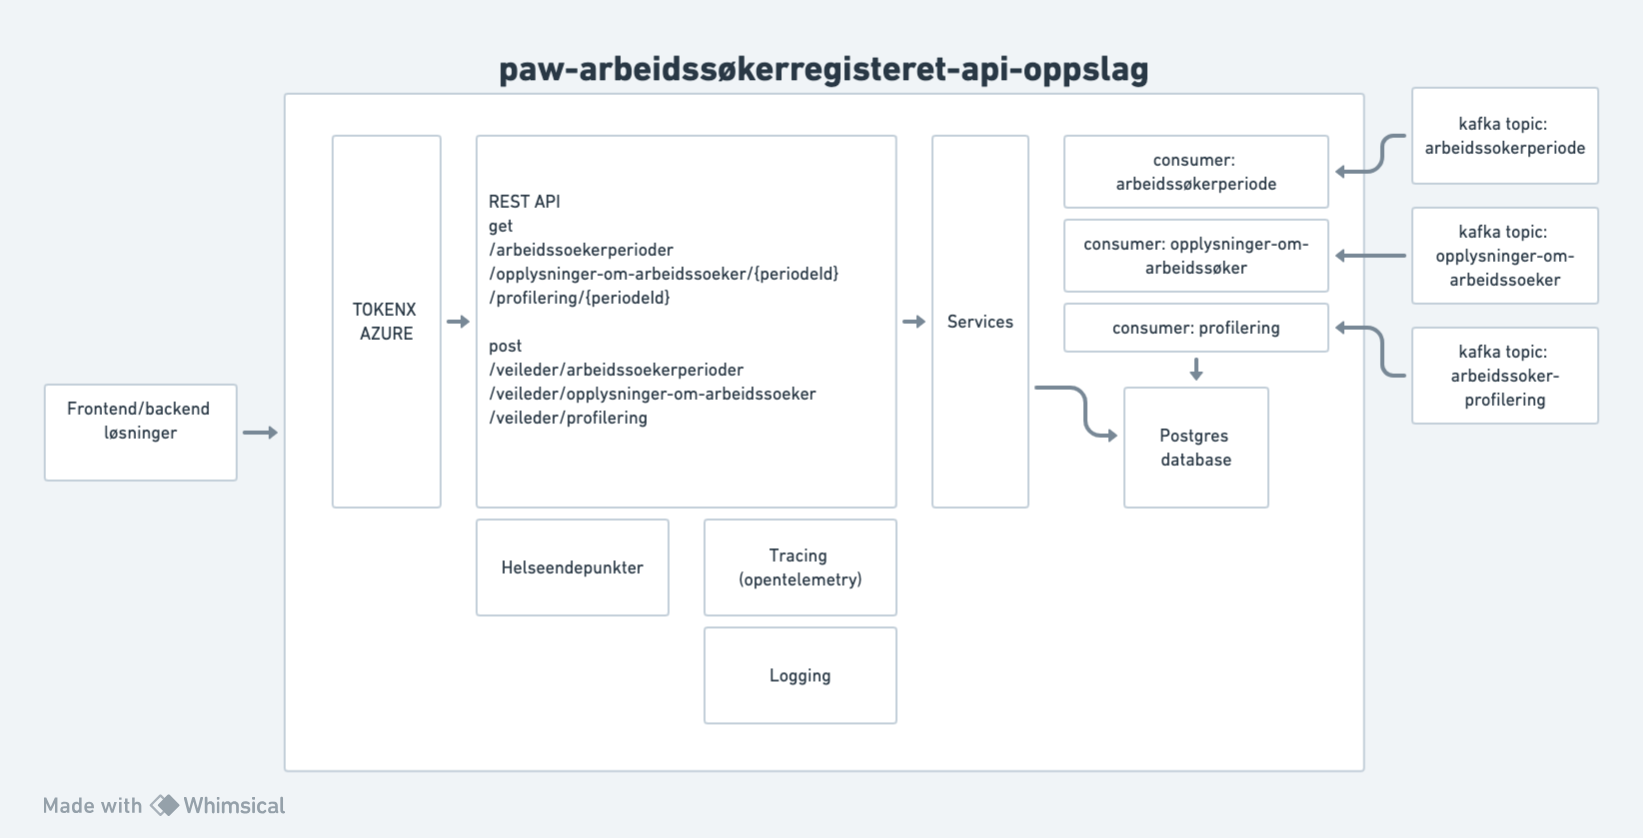 paw-arbeidssøkerregisteret-api-oppslag
Frontend/backend
løsninger
TOKENX
AZURE
REST API
get
/arbeidssoekerperioder
/opplysninger-om-arbeidssoeker/{periodeId}
/profilering/{periodeId}
post
/veileder/arbeidssoekerperioder
/veileder/opplysninger-om-arbeidssoeker
/veileder/profilering
Services
consumer:
arbeidssøkerperiode
consumer: opplysninger-om-
arbeidssøker
consumer: profilering
Postgres
database
kafka topic:
arbeidssokerperiode
kafka topic:
opplysninger-om-
arbeidssoeker
kafka topic:
arbeidssoker-
profilering
Helseendepunkter
Tracing
(opentelemetry)
Logging
Made with Whimsical